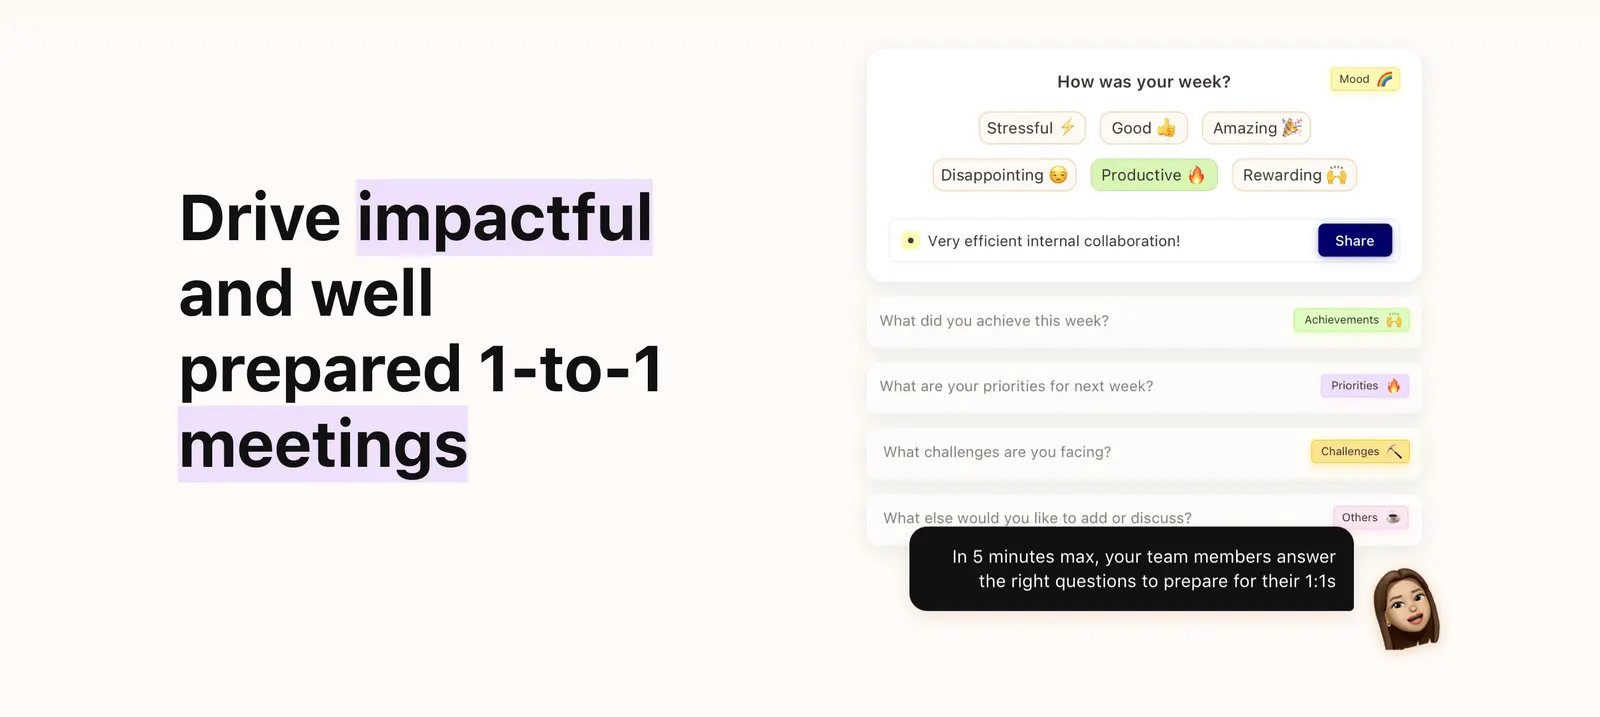 Drive impactful
and well
prepared 1-to-1
meetings
How was your week?
Mood 🌈
Stressful ⚡ Good 👍 Amazing 🎉
Disappointing 😒 Productive 🔥 Rewarding 🙌
Very efficient internal collaboration! Share
What did you achieve this week? Achievements 🙌
What are your priorities for next week? Priorities 🔥
What challenges are you facing? Challenges ⛏️
What else would you like to add or discuss? Others ☕
In 5 minutes max, your team members answer
the right questions to prepare for their 1:1s